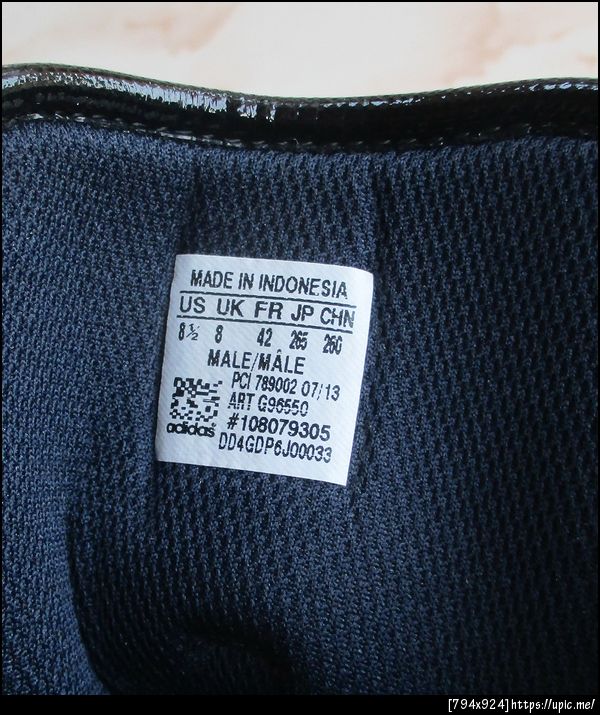 MADE IN INDONESIA
US UK FR JP CHN
8½ 8 42 265 260
MALE/MÂLE
PCI 789002 07/13
ART G96550
#108079305
adidas
DD4GDP6J00033
[794x924]https://upic.me/